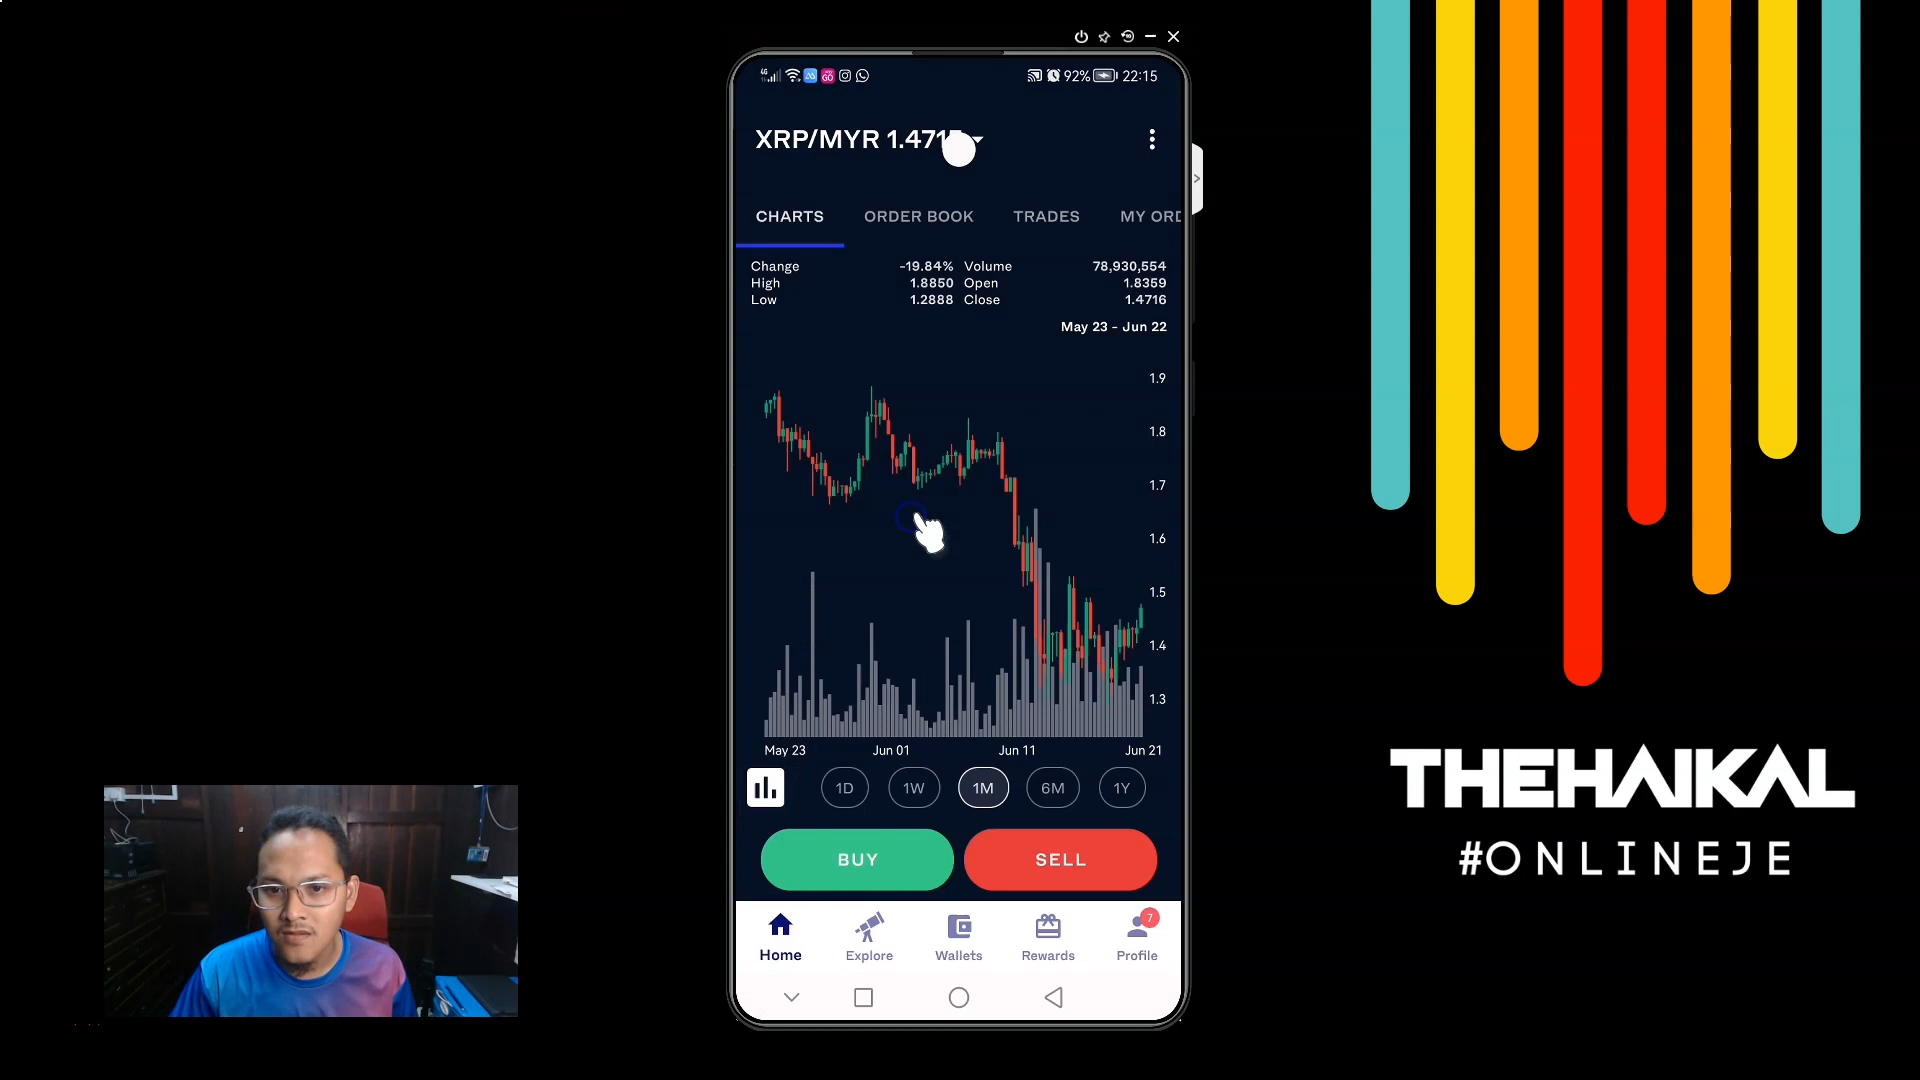 92% 22:15
XRP/MYR
CHARTS ORDER BOOK TRADES MY ORD
Change -19.84% Volume 78,930,554
High 1.8850 Open 1.8359
Low 1.2888 Close 1.4716
May 23 - Jun 22
1.9
1.8
1.7
1.6
1.5
1.4
1.3
May 23 Jun 01 Jun 11 Jun 21
1D 1W 1M 6M 1Y
BUY SELL
7
Home Explore Wallets Rewards Profile
THEHAIKAL
#ONLINEJE